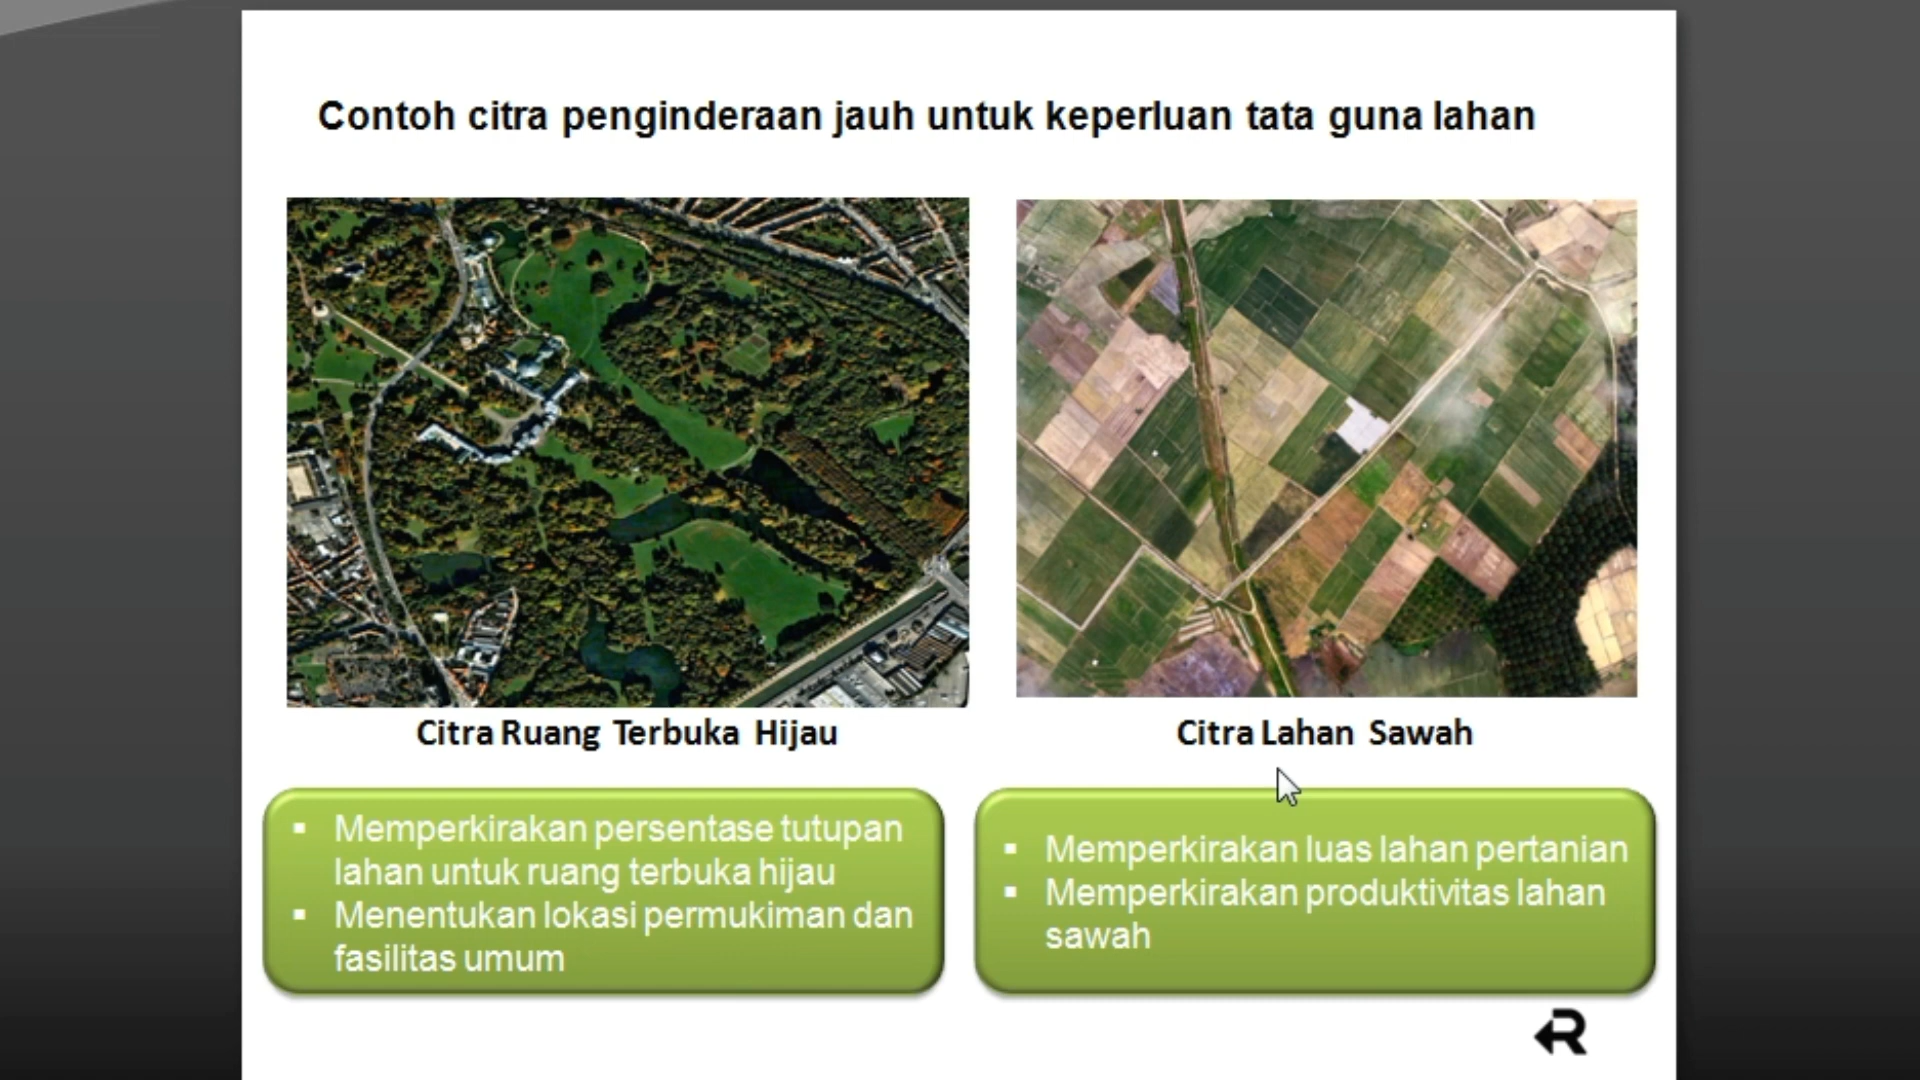 Contoh citra penginderaan jauh untuk keperluan tata guna lahan
Citra Ruang Terbuka Hijau
Citra Lahan Sawah
▪ Memperkirakan persentase tutupan
lahan untuk ruang terbuka hijau
▪ Menentukan lokasi permukiman dan
fasilitas umum
▪ Memperkirakan luas lahan pertanian
▪ Memperkirakan produktivitas lahan
sawah
R